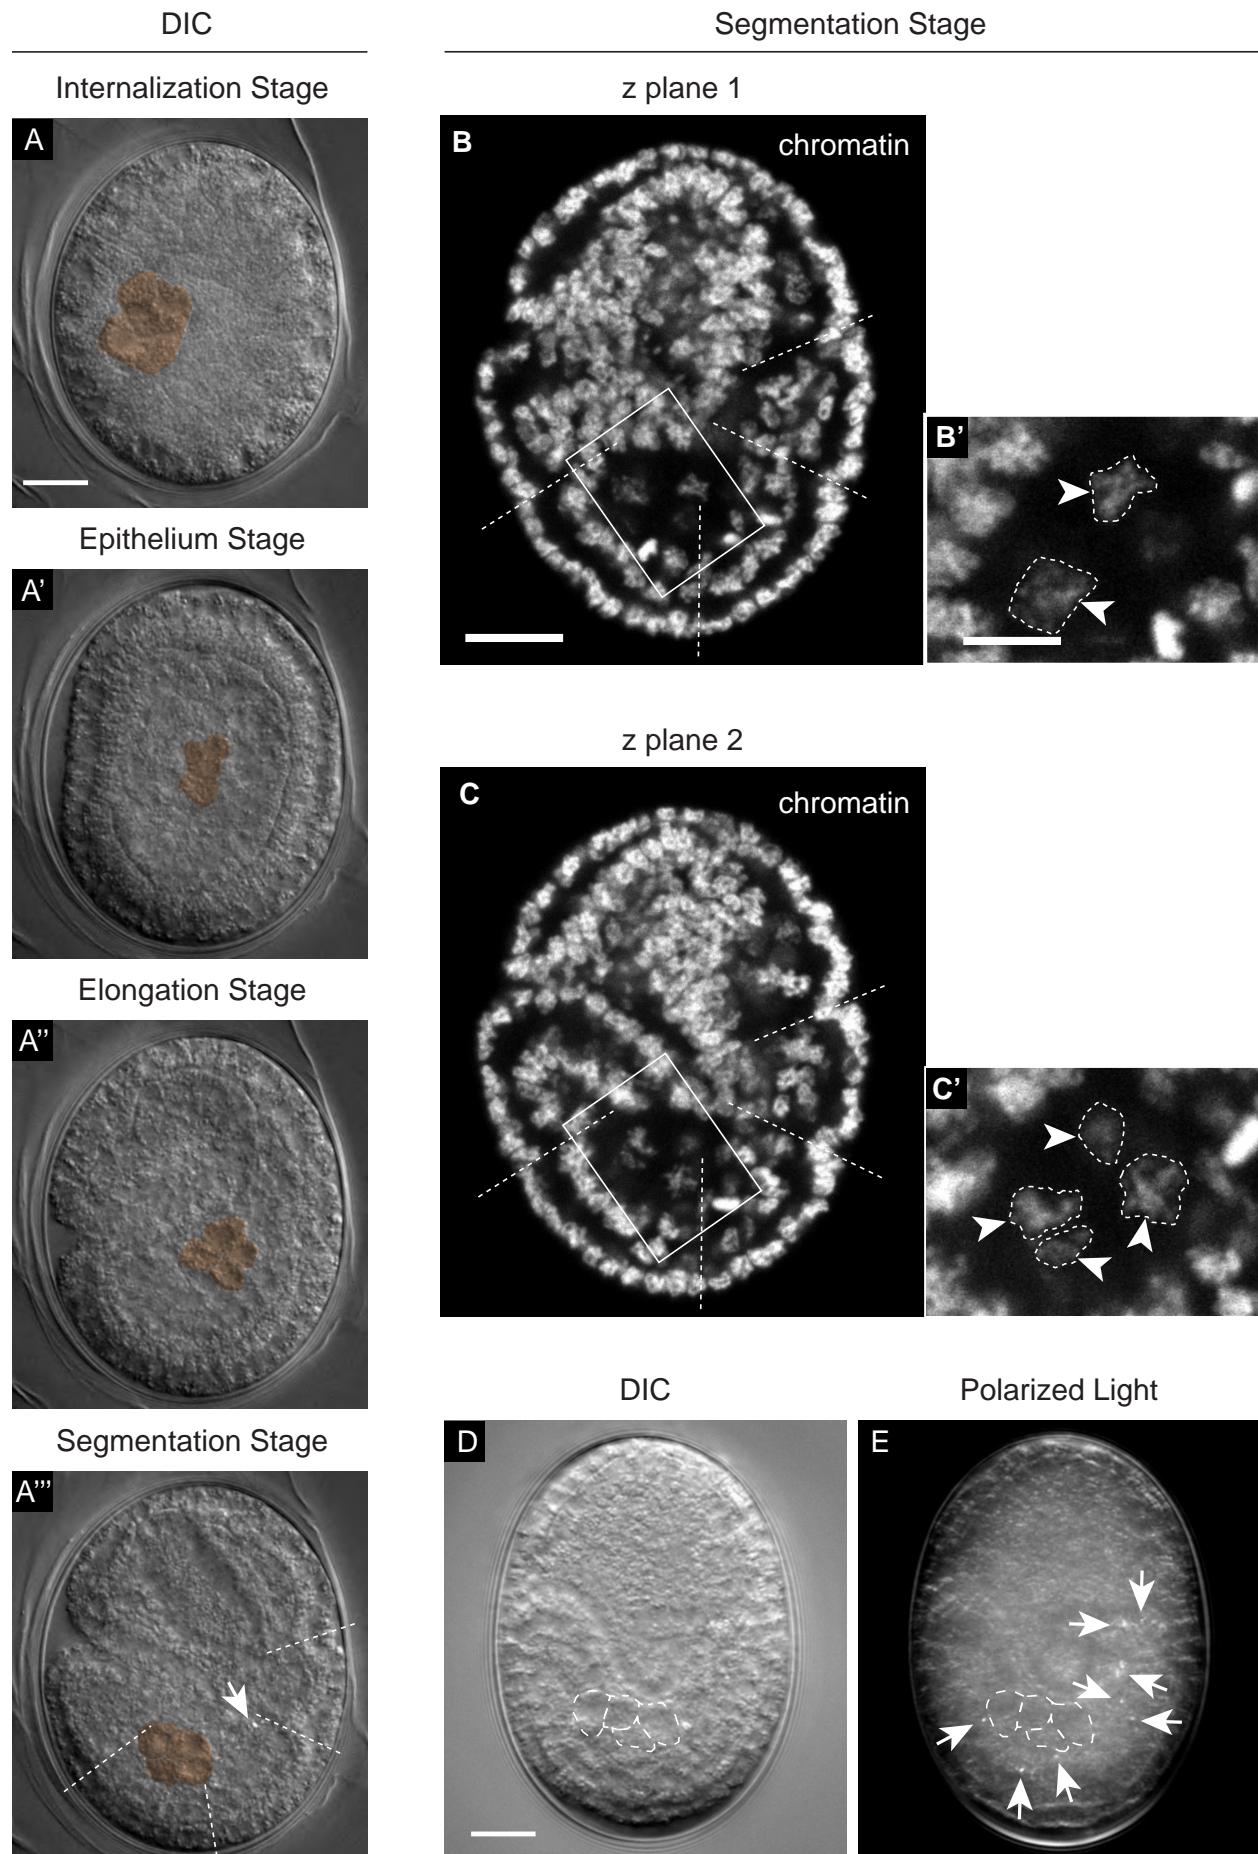 DIC
Segmentation Stage
Internalization Stage
A
z plane 1
B
chromatin
B’
Epithelium Stage
A’
z plane 2
C
chromatin
C’
Elongation Stage
A’’
Segmentation Stage
A’’’
DIC
D
Polarized Light
E